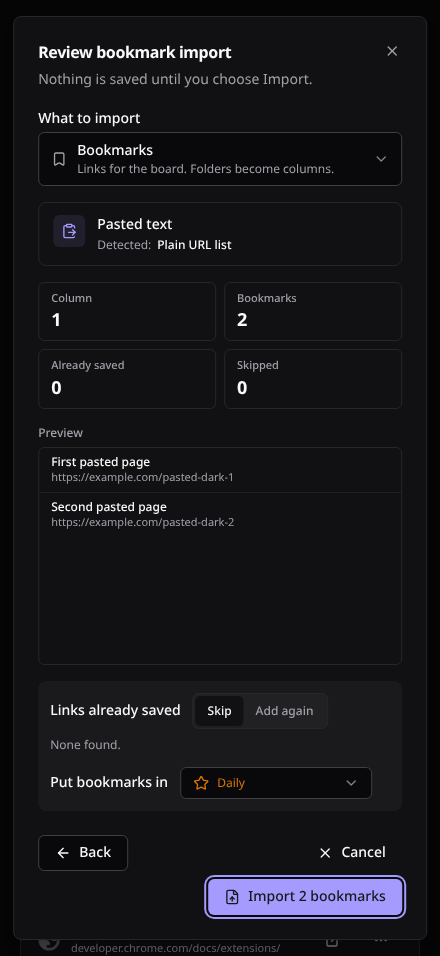 Review bookmark import
Nothing is saved until you choose Import.
What to import
Bookmarks
Links for the board. Folders become columns.
Pasted text
Detected: Plain URL list
Column
1
Bookmarks
2
Already saved
0
Skipped
0
Preview
First pasted page
https://example.com/pasted-dark-1
Second pasted page
https://example.com/pasted-dark-2
Links already saved
Skip
Add again
None found.
Put bookmarks in
Daily
Back
Cancel
Import 2 bookmarks
developer.chrome.com/docs/extensions/